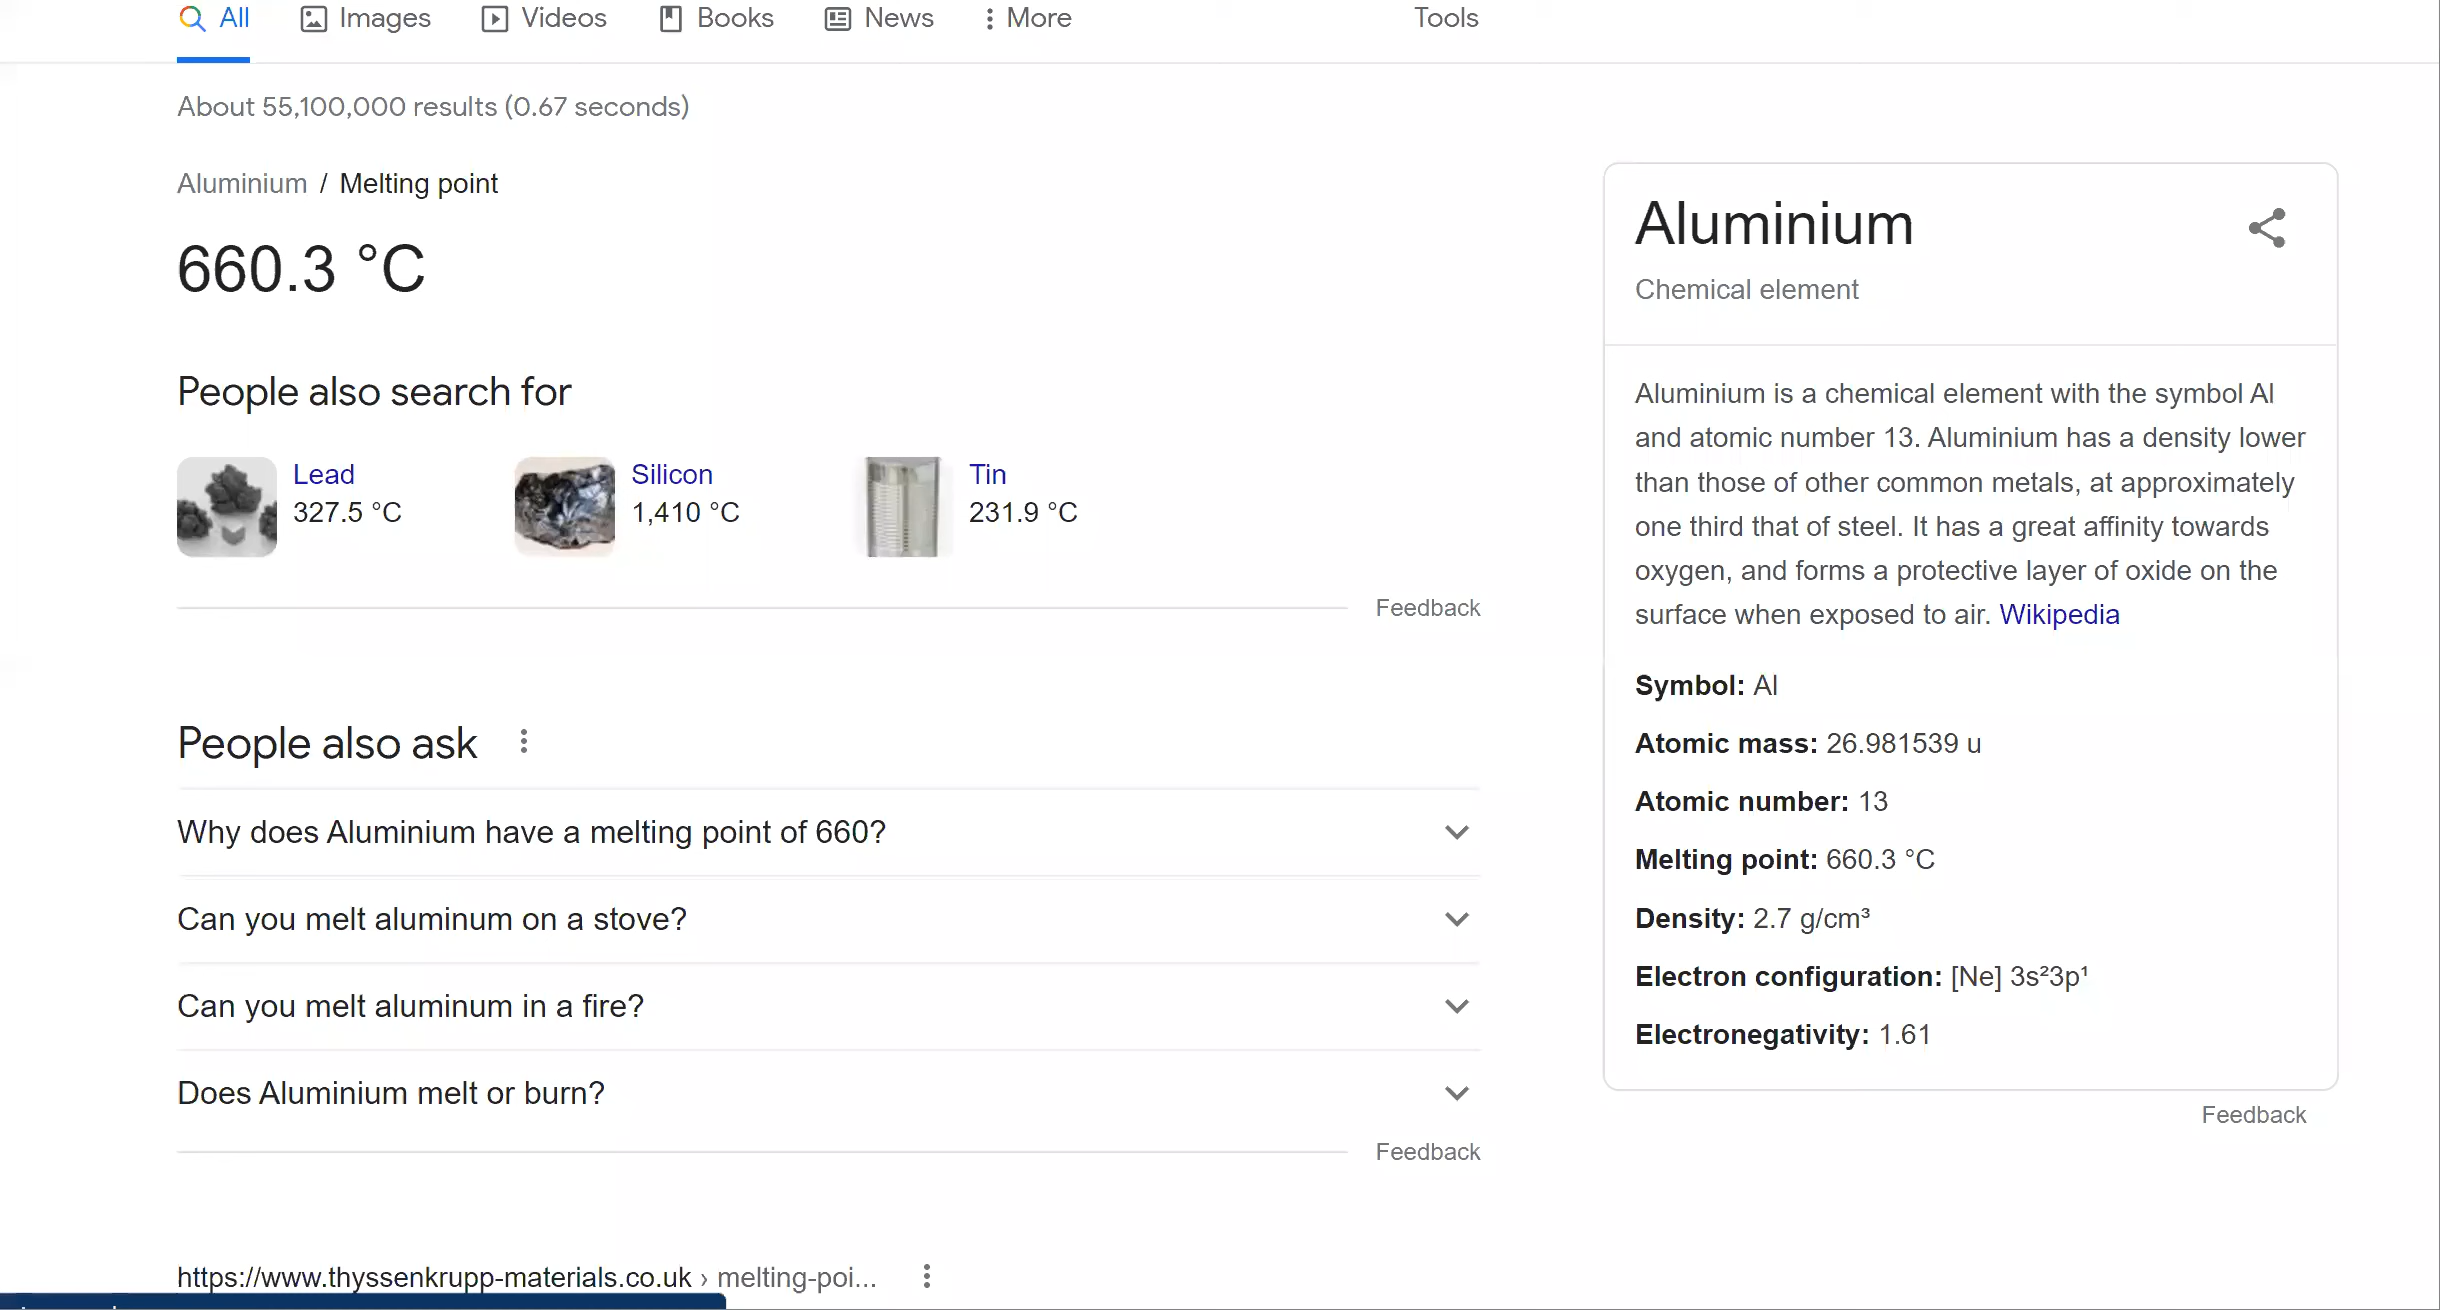 All Images Videos Books News More Tools
About 55,100,000 results (0.67 seconds)
Aluminium / Melting point
660.3 °C
People also search for
Lead
327.5 °C
Silicon
1,410 °C
Tin
231.9 °C
Feedback
People also ask
Why does Aluminium have a melting point of 660?
Can you melt aluminum on a stove?
Can you melt aluminum in a fire?
Does Aluminium melt or burn?
Feedback
https://www.thyssenkrupp-materials.co.uk › melting-poi...
Aluminium
Chemical element
Aluminium is a chemical element with the symbol Al
and atomic number 13. Aluminium has a density lower
than those of other common metals, at approximately
one third that of steel. It has a great affinity towards
oxygen, and forms a protective layer of oxide on the
surface when exposed to air. Wikipedia
Symbol: Al
Atomic mass: 26.981539 u
Atomic number: 13
Melting point: 660.3 °C
Density: 2.7 g/cm³
Electron configuration: [Ne] 3s²3p¹
Electronegativity: 1.61
Feedback